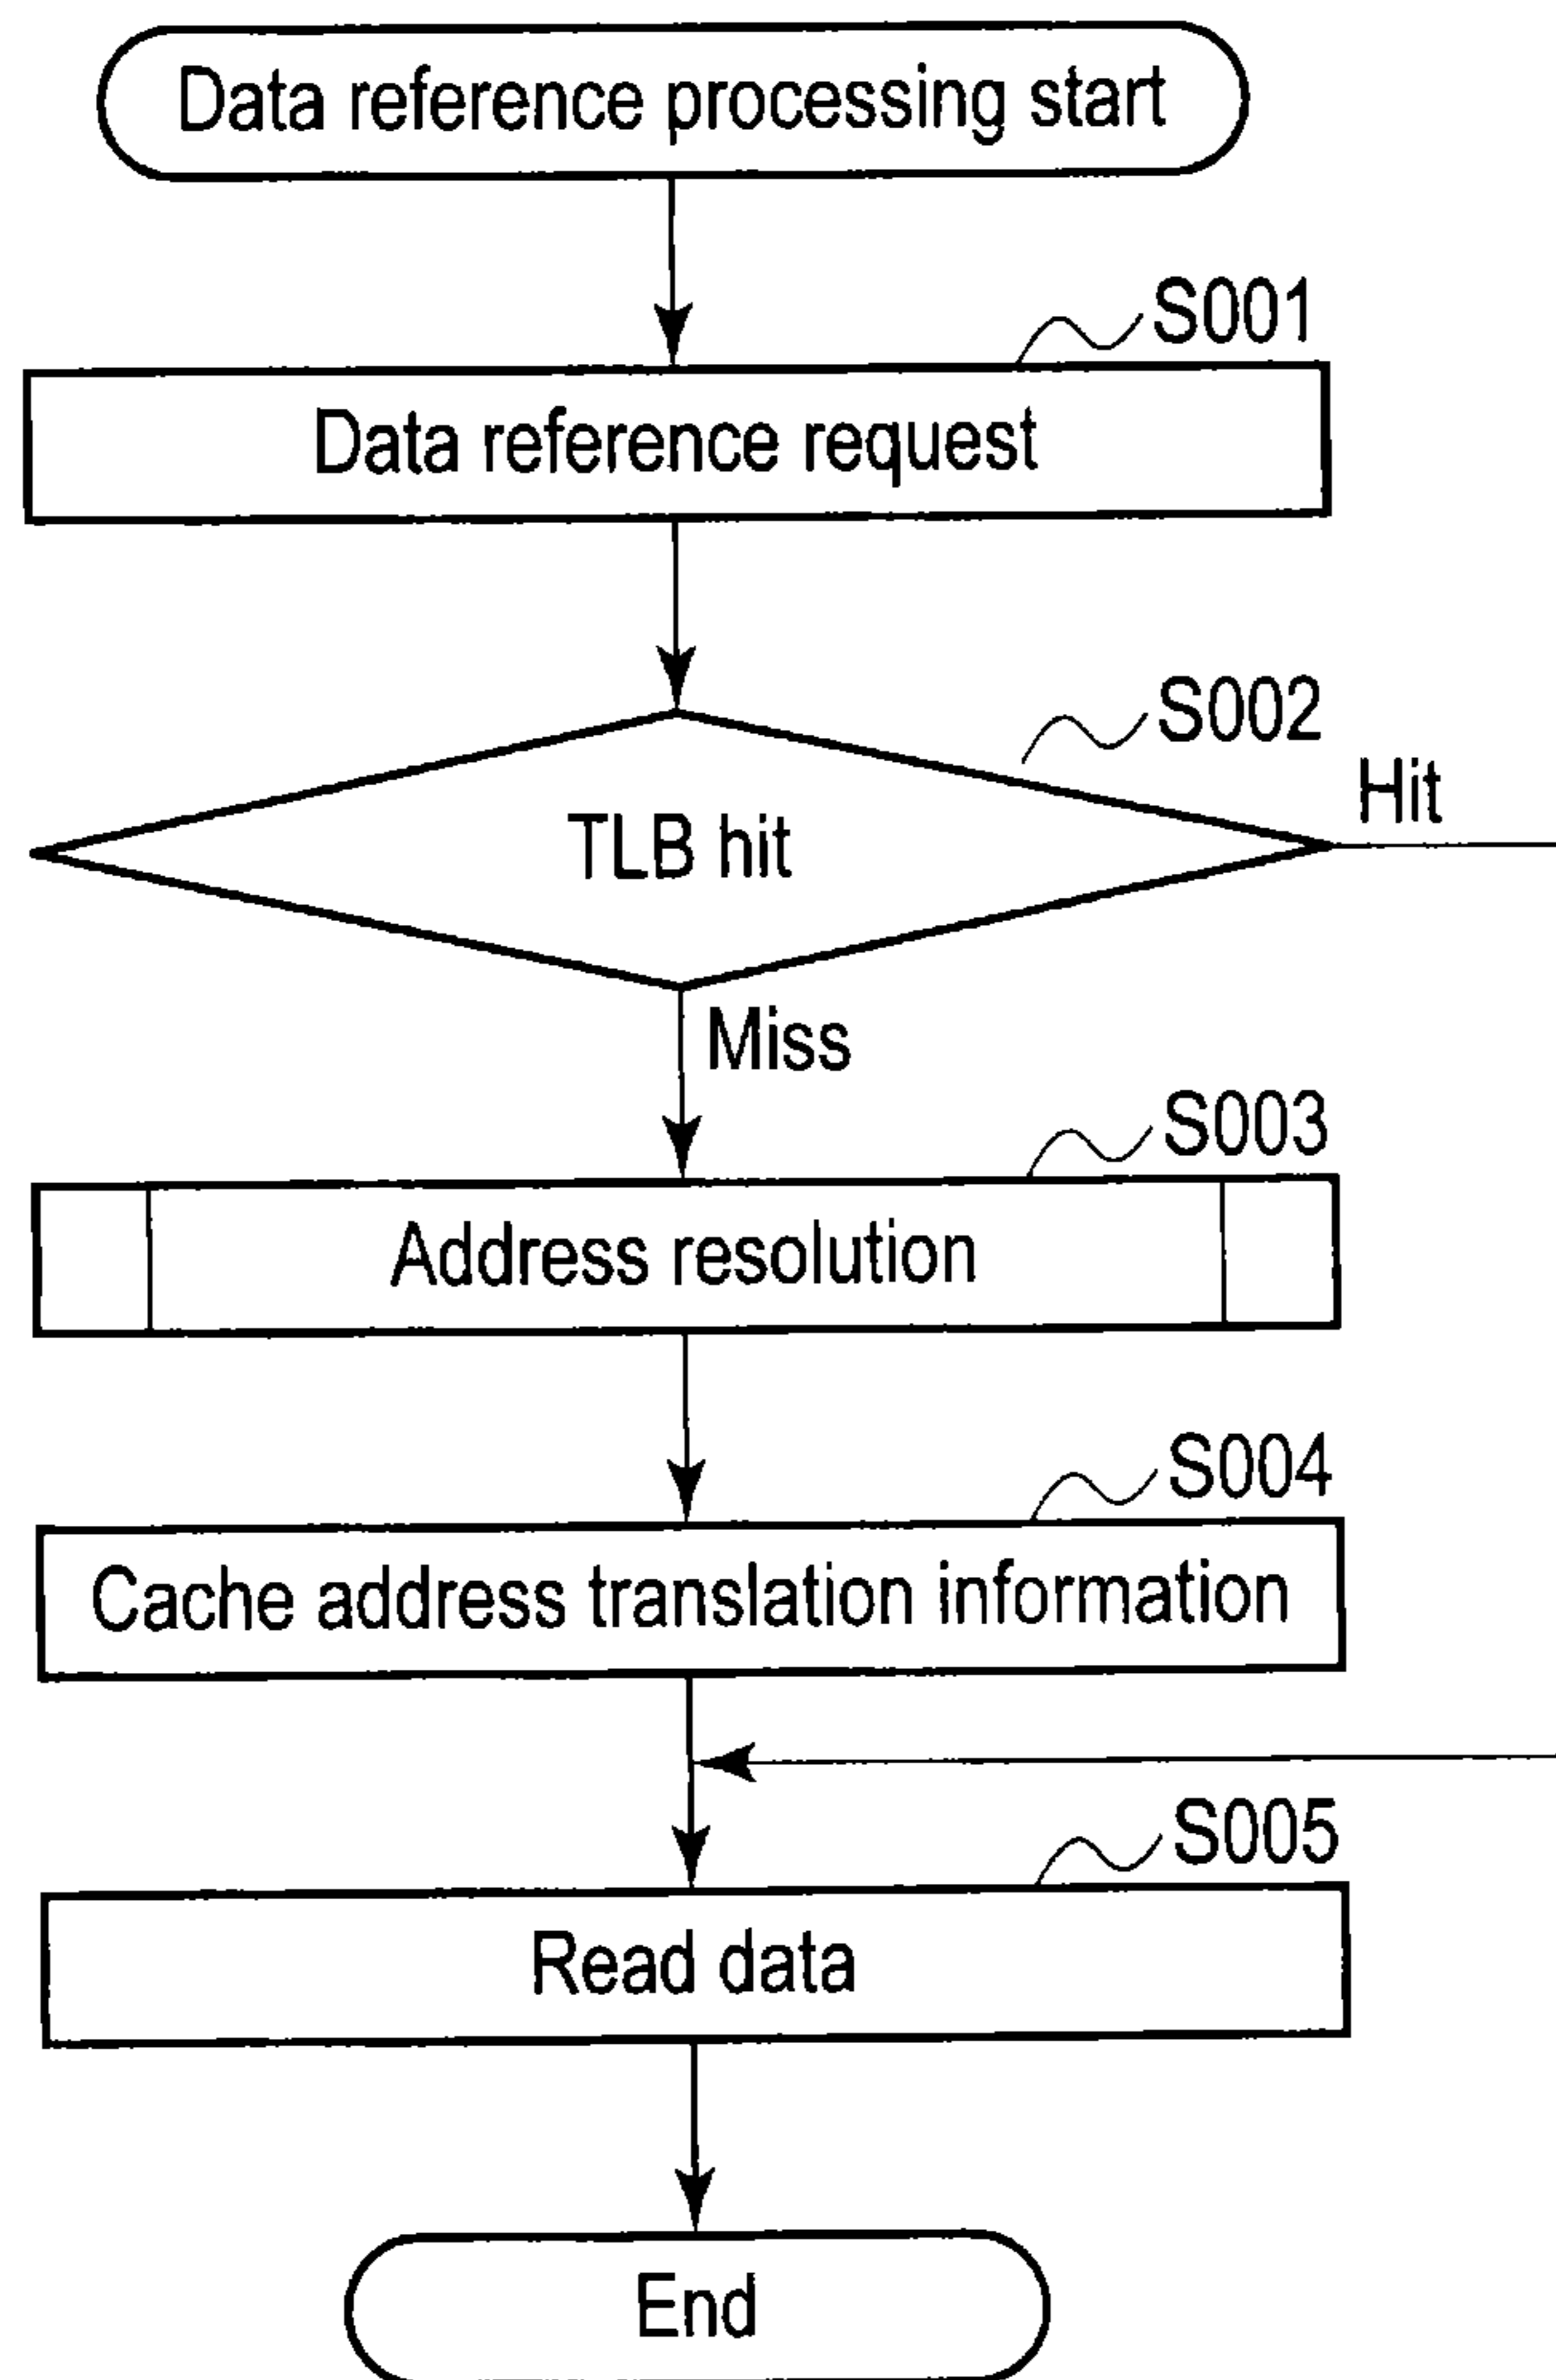 Data reference processing start
S001
Data reference request
S002
Hit
TLB hit
Miss
S003
Address resolution
S004
Cache address translation information
S005
Read data
End